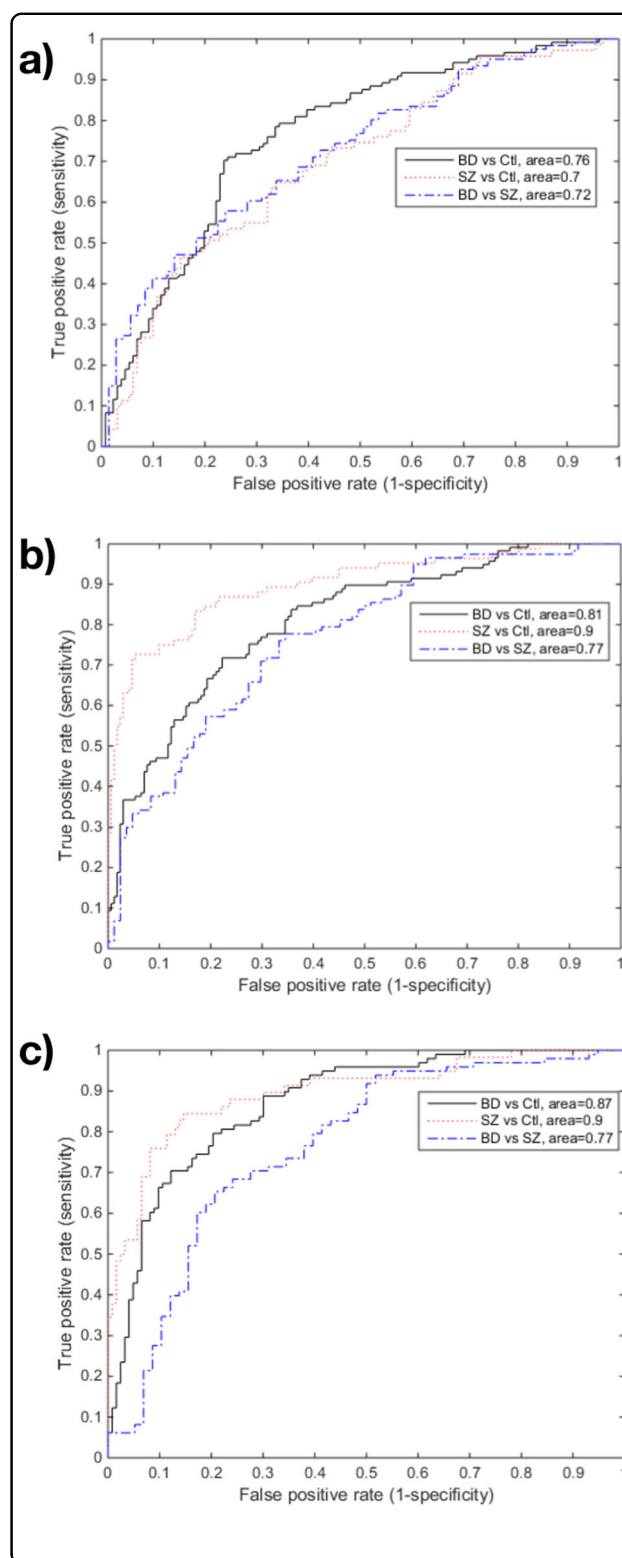 a)
1
0.9
0.8
0.7
0.6
0.5
0.4
0.3
0.2
0.1
0
True positive rate (sensitivity)
BD vs Ctl, area=0.76
SZ vs Ctl, area=0.7
BD vs SZ, area=0.72
0 0.1 0.2 0.3 0.4 0.5 0.6 0.7 0.8 0.9 1
False positive rate (1-specificity)
b)
1
0.9
0.8
0.7
0.6
0.5
0.4
0.3
0.2
0.1
0
True positive rate (sensitivity)
BD vs Ctl, area=0.81
SZ vs Ctl, area=0.9
BD vs SZ, area=0.77
0 0.1 0.2 0.3 0.4 0.5 0.6 0.7 0.8 0.9 1
False positive rate (1-specificity)
c)
1
0.9
0.8
0.7
0.6
0.5
0.4
0.3
0.2
0.1
0
True positive rate (sensitivity)
BD vs Ctl, area=0.87
SZ vs Ctl, area=0.9
BD vs SZ, area=0.77
0 0.1 0.2 0.3 0.4 0.5 0.6 0.7 0.8 0.9 1
False positive rate (1-specificity)